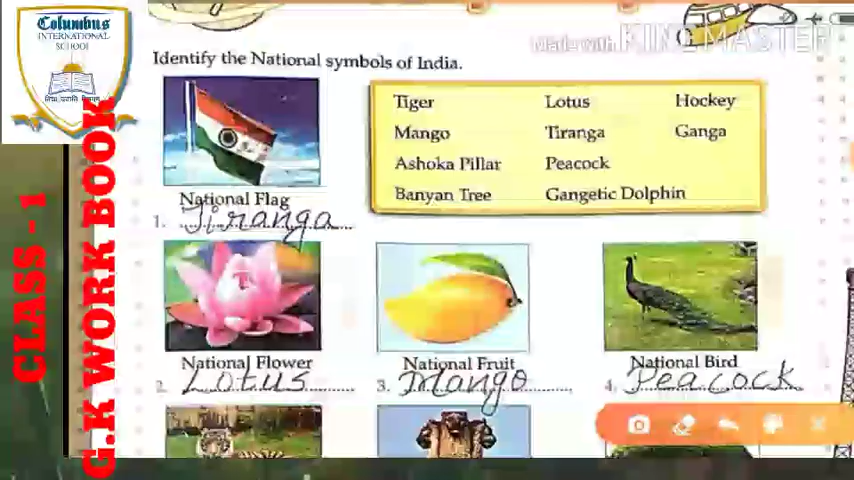 Columbus
INTERNATIONAL
SCHOOL
Made with KINEMASTER
Identify the National symbols of India.
Tiger Lotus Hockey
Mango Tiranga Ganga
Ashoka Pillar Peacock
Banyan Tree Gangetic Dolphin
National Flag
1. Tiranga
National Flower National Fruit National Bird
2. Lotus 3. Mango 4. Peacock
CLASS - 1
G.K WORK BOOK